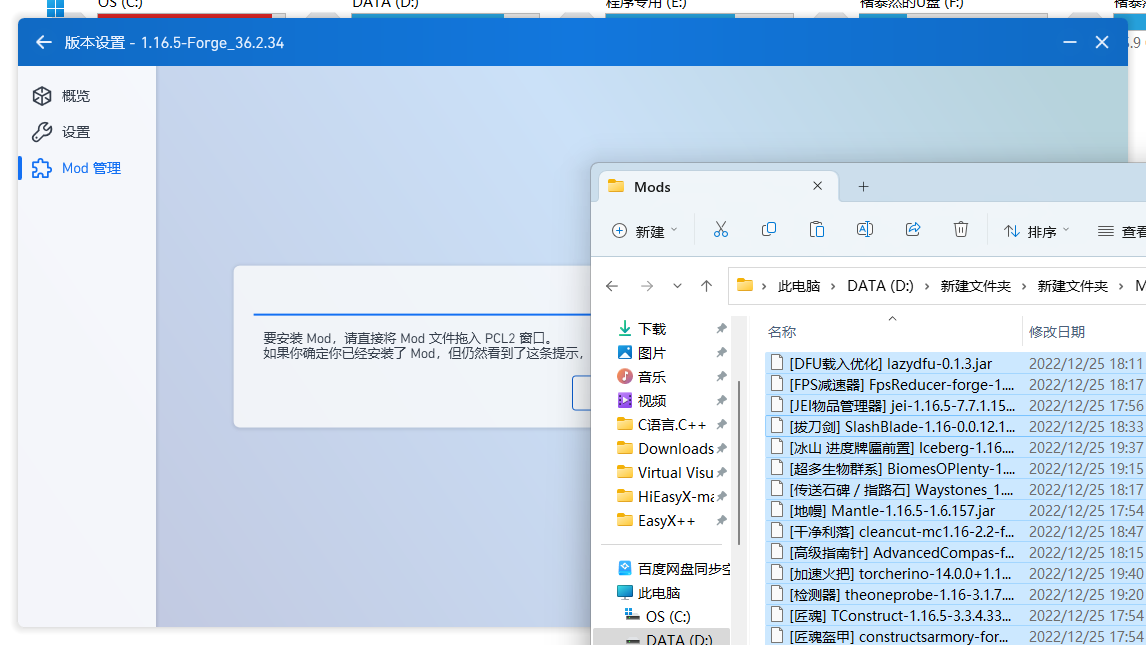 OS (C:)
DATA (D:)
程序专用 (E:)
褚泰然的U盘 (F:)
版本设置 - 1.16.5-Forge_36.2.34
5.9
概览
设置
Mod 管理
要安装 Mod，请直接将 Mod 文件拖入 PCL2 窗口。
如果你确定你已经安装了 Mod，但仍然看到了这条提示，
Mods
新建
排序
查看
此电脑 > DATA (D:) > 新建文件夹 > 新建文件夹 > M
下载
图片
音乐
视频
C语言.C++
Downloads
Virtual Visu
HiEasyX-ma
EasyX++
百度网盘同步空
此电脑
OS (C:)
DATA (D:)
名称 修改日期
[DFU载入优化] lazydfu-0.1.3.jar 2022/12/25 18:11
[FPS减速器] FpsReducer-forge-1.... 2022/12/25 18:17
[JEI物品管理器] jei-1.16.5-7.7.1.15... 2022/12/25 17:56
[拔刀剑] SlashBlade-1.16-0.0.12.1... 2022/12/25 18:33
[冰山 进度牌匾前置] Iceberg-1.16.... 2022/12/25 19:37
[超多生物群系] BiomesOPlenty-1.... 2022/12/25 19:15
[传送石碑 / 指路石] Waystones_1.... 2022/12/25 18:17
[地幔] Mantle-1.16.5-1.6.157.jar 2022/12/25 17:54
[干净利落] cleancut-mc1.16-2.2-f... 2022/12/25 18:47
[高级指南针] AdvancedCompas-f... 2022/12/25 18:15
[加速火把] torcherino-14.0.0+1.1... 2022/12/25 19:40
[检测器] theoneprobe-1.16-3.1.7.... 2022/12/25 19:20
[匠魂] TConstruct-1.16.5-3.3.4.33... 2022/12/25 17:54
[匠魂盔甲] constructsarmory-for... 2022/12/25 17:54